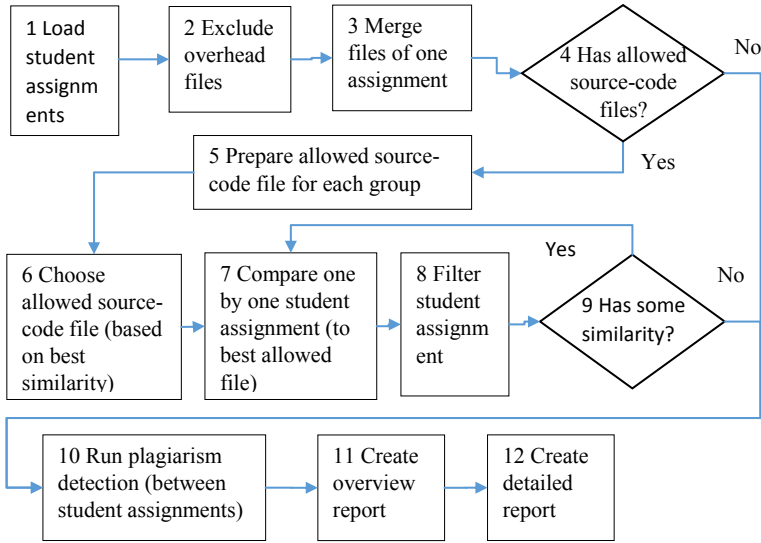 1 Load
student
assignm
ents
2 Exclude
overhead
files
3 Merge
files of one
assignment
4 Has allowed
source-code
files?
No
Yes
5 Prepare allowed source-
code file for each group
6 Choose
allowed source-
code file (based
on best
similarity)
7 Compare one
by one student
assignment (to
best allowed
file)
8 Filter
student
assignm
ent
Yes
9 Has some
similarity?
No
10 Run plagiarism
detection (between
student assignments)
11 Create
overview
report
12 Create
detailed
report